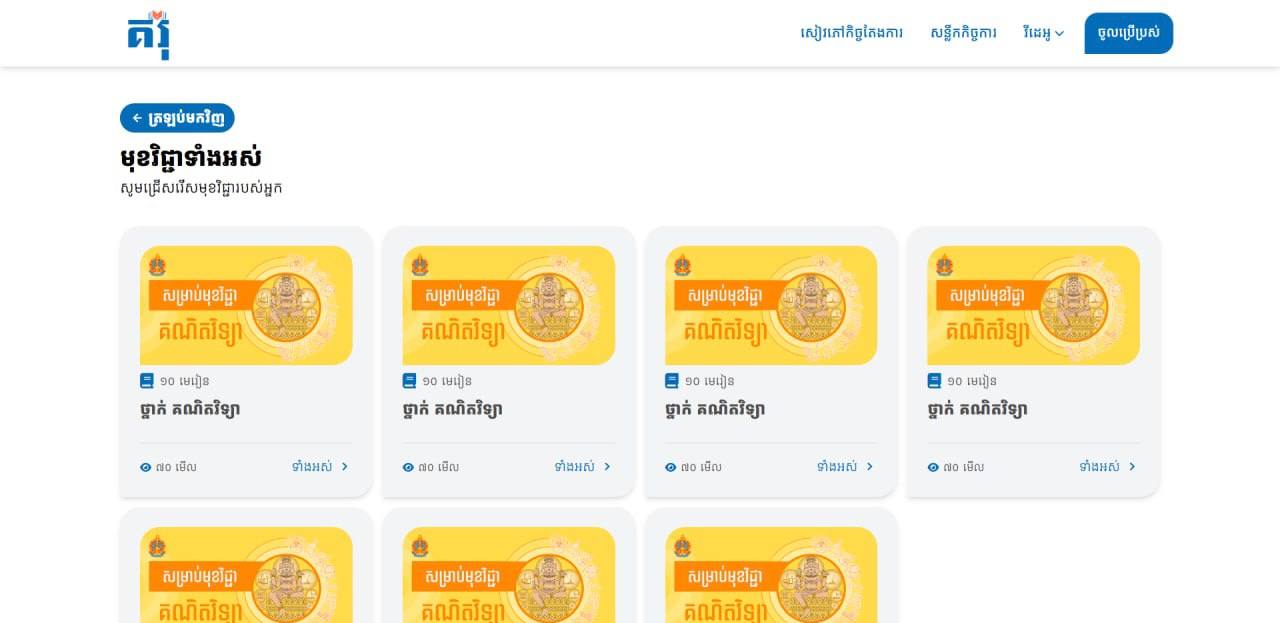 គរុ
សៀវភៅកិច្ចតែងការ សន្លឹកកិច្ចការ វីដេអូ ចូលប្រើប្រស់
← ត្រឡប់មកវិញ
មុខវិជ្ជាទាំងអស់
សូមជ្រើសរើសមុខវិជ្ជារបស់អ្នក
សម្រាប់មុខវិជ្ជា សម្រាប់មុខវិជ្ជា សម្រាប់មុខវិជ្ជា សម្រាប់មុខវិជ្ជា
គណិតវិទ្យា គណិតវិទ្យា គណិតវិទ្យា គណិតវិទ្យា
១០ មេរៀន ១០ មេរៀន ១០ មេរៀន ១០ មេរៀន
ថ្នាក់ គណិតវិទ្យា ថ្នាក់ គណិតវិទ្យា ថ្នាក់ គណិតវិទ្យា ថ្នាក់ គណិតវិទ្យា
៧០ មើល ទាំងអស់ ៧០ មើល ទាំងអស់ ៧០ មើល ទាំងអស់ ៧០ មើល ទាំងអស់
សម្រាប់មុខវិជ្ជា សម្រាប់មុខវិជ្ជា សម្រាប់មុខវិជ្ជា
គណិតវិទ្យា គណិតវិទ្យា គណិតវិទ្យា